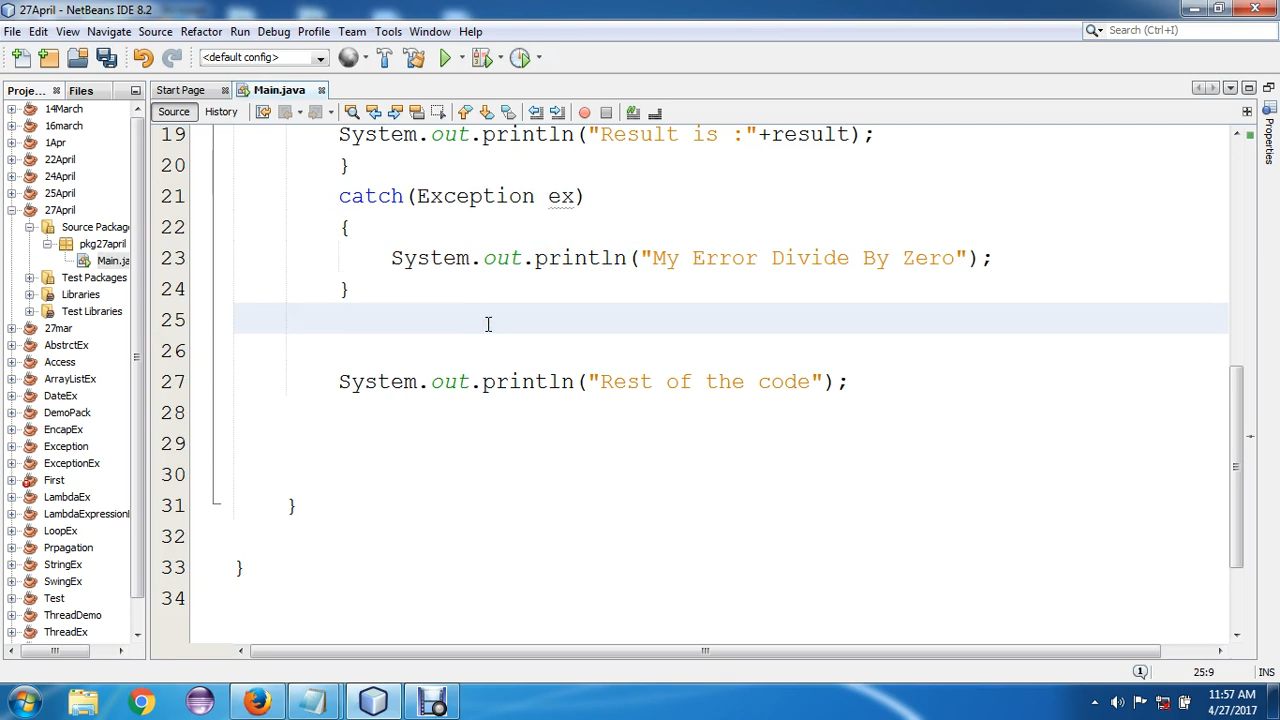 27April - NetBeans IDE 8.2
File Edit View Navigate Source Refactor Run Debug Profile Team Tools Window Help
Search (Ctrl+I)
<default config>
Proje... Files
Start Page Main.java
Source History
14March
16march
1Apr
22April
24April
25April
27April
Source Package
pkg27april
Main.ja
Test Packages
Libraries
Test Libraries
27mar
AbstrctEx
Access
ArrayListEx
DateEx
DemoPack
EncapEx
Exception
ExceptionEx
First
LambdaEx
LambdaExpression
LoopEx
Prpagation
StringEx
SwingEx
Test
ThreadDemo
ThreadEx
19 System.out.println("Result is :"+result);
20 }
21 catch(Exception ex)
22 {
23 System.out.println("My Error Divide By Zero");
24 }
25
26
27 System.out.println("Rest of the code");
28
29
30
31 }
32
33 }
34
Properties
1
25:9 INS
11:57 AM
4/27/2017